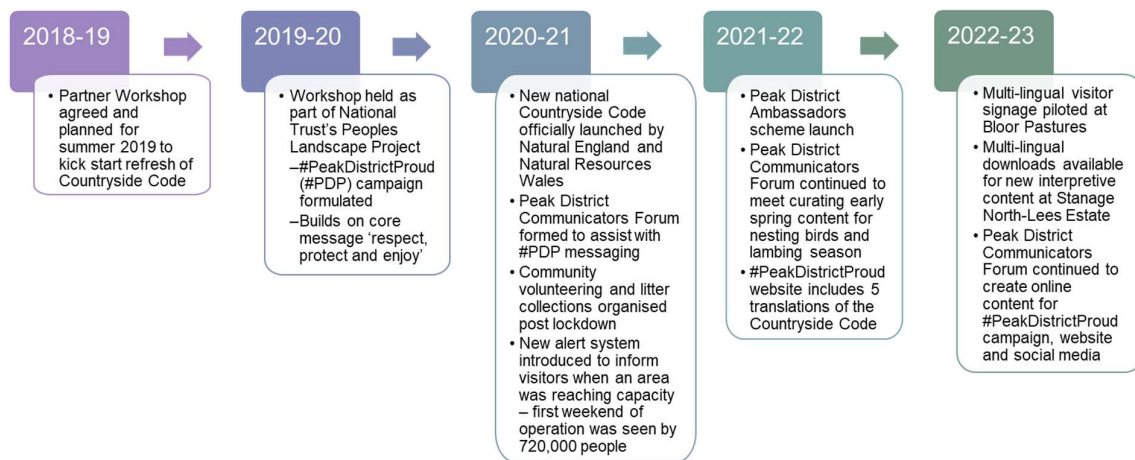 2018-19
• Partner Workshop
agreed and
planned for
summer 2019 to
kick start refresh of
Countryside Code
2019-20
• Workshop held as
part of National
Trust's Peoples
Landscape Project
–#PeakDistrictProud
(#PDP) campaign
formulated
–Builds on core
message ‘respect,
protect and enjoy’
2020-21
• New national
Countryside Code
officially launched by
Natural England and
Natural Resources
Wales
• Peak District
Communicators Forum
formed to assist with
#PDP messaging
• Community
volunteering and litter
collections organised
post lockdown
• New alert system
introduced to inform
visitors when an area
was reaching capacity
– first weekend of
operation was seen by
720,000 people
2021-22
• Peak District
Ambassadors
scheme launch
• Peak District
Communicators
Forum continued to
meet curating early
spring content for
nesting birds and
lambing season
• #PeakDistrictProud
website includes 5
translations of the
Countryside Code
2022-23
• Multi-lingual visitor
signage piloted at
Bloor Pastures
• Multi-lingual
downloads available
for new interpretive
content at Stanage
North-Lees Estate
• Peak District
Communicators
Forum continued to
create online
content for
#PeakDistrictProud
campaign, website
and social media